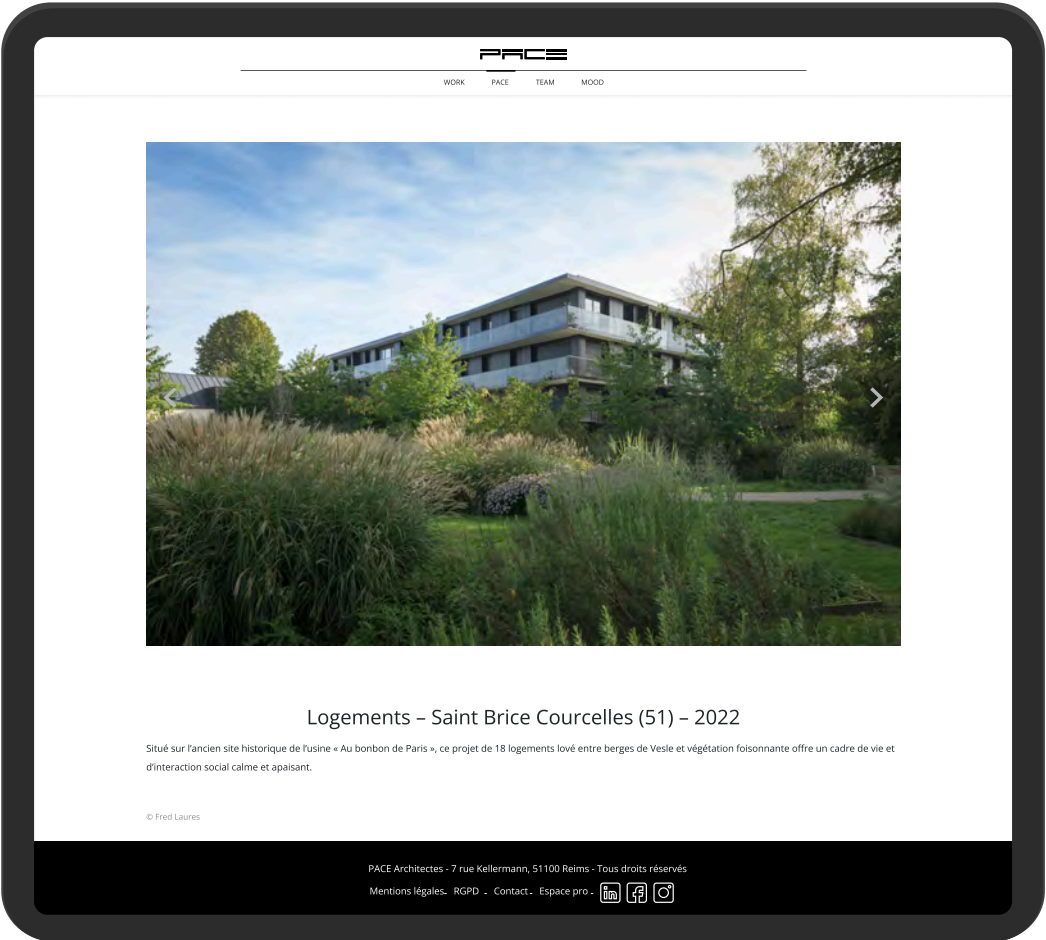 PACE
WORK PACE TEAM MOOD
Logements – Saint Brice Courcelles (51) – 2022
Situé sur l'ancien site historique de l'usine « Au bonbon de Paris », ce projet de 18 logements lové entre berges de Vesle et végétation foisonnante offre un cadre de vie et
d'interaction social calme et apaisant.
© Fred Laures
PACE Architectes - 7 rue Kellermann, 51100 Reims - Tous droits réservés
Mentions légales- RGPD - Contact - Espace pro - in f